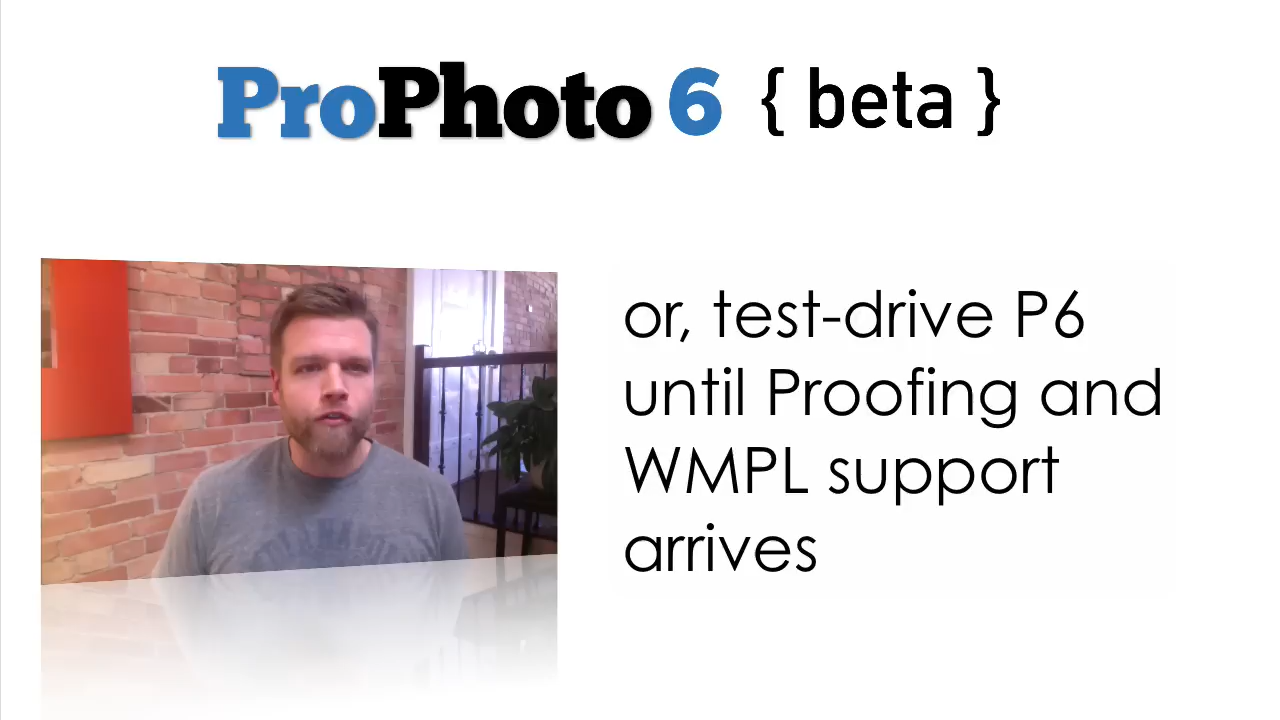 ProPhoto 6 { beta }
or, test-drive P6
until Proofing and
WMPL support
arrives